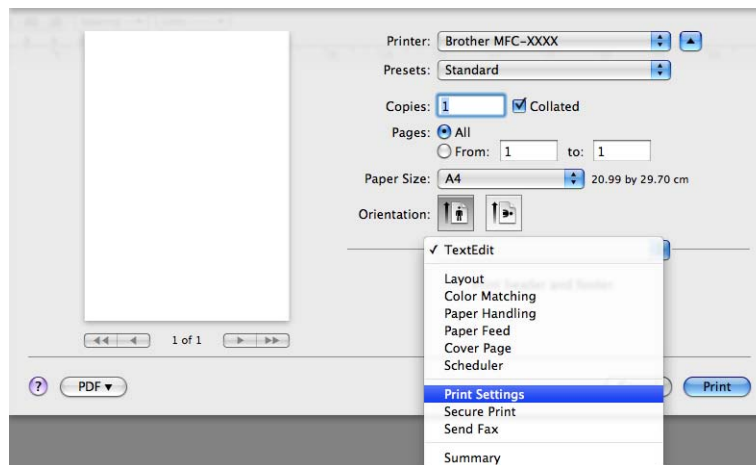 Printer: Brother MFC-XXXX
Presets: Standard
Copies: 1 Collated
Pages: All
From: 1 to: 1
Paper Size: A4 20.99 by 29.70 cm
Orientation:
✓ TextEdit
Layout
Color Matching
Paper Handling
Paper Feed
Cover Page
Scheduler
1 of 1
? PDF ▾ Print
Print Settings
Secure Print
Send Fax
Summary